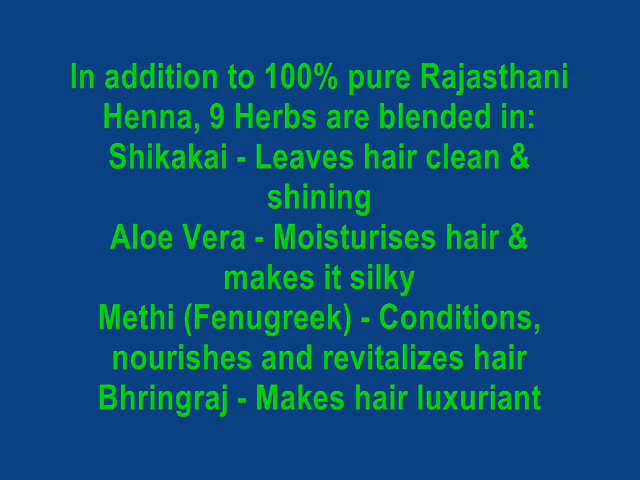 In addition to 100% pure Rajasthani
Henna, 9 Herbs are blended in:
Shikakai - Leaves hair clean &
shining
Aloe Vera - Moisturises hair &
makes it silky
Methi (Fenugreek) - Conditions,
nourishes and revitalizes hair
Bhringraj - Makes hair luxuriant